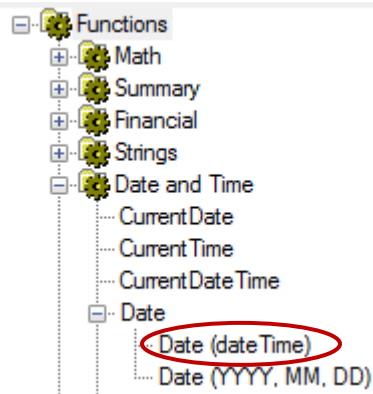 Functions
Math
Summary
Financial
Strings
Date and Time
CurrentDate
CurrentTime
CurrentDateTime
Date
Date (dateTime)
Date (YYYY, MM, DD)